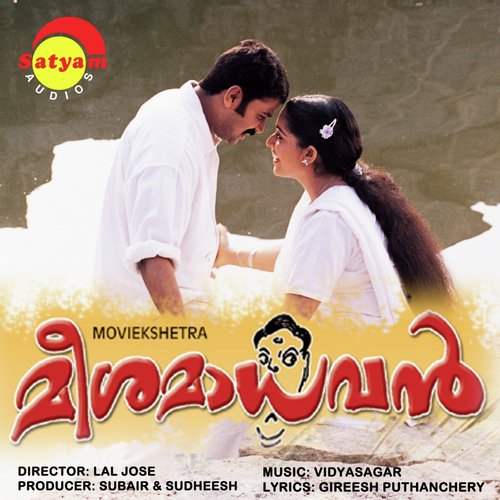 Satyam
AUDIOS
MOVIEKSHETRA
മീശമാധവൻ
DIRECTOR: LAL JOSE
PRODUCER: SUBAIR & SUDHEESH
MUSIC: VIDYASAGAR
LYRICS: GIREESH PUTHANCHERY